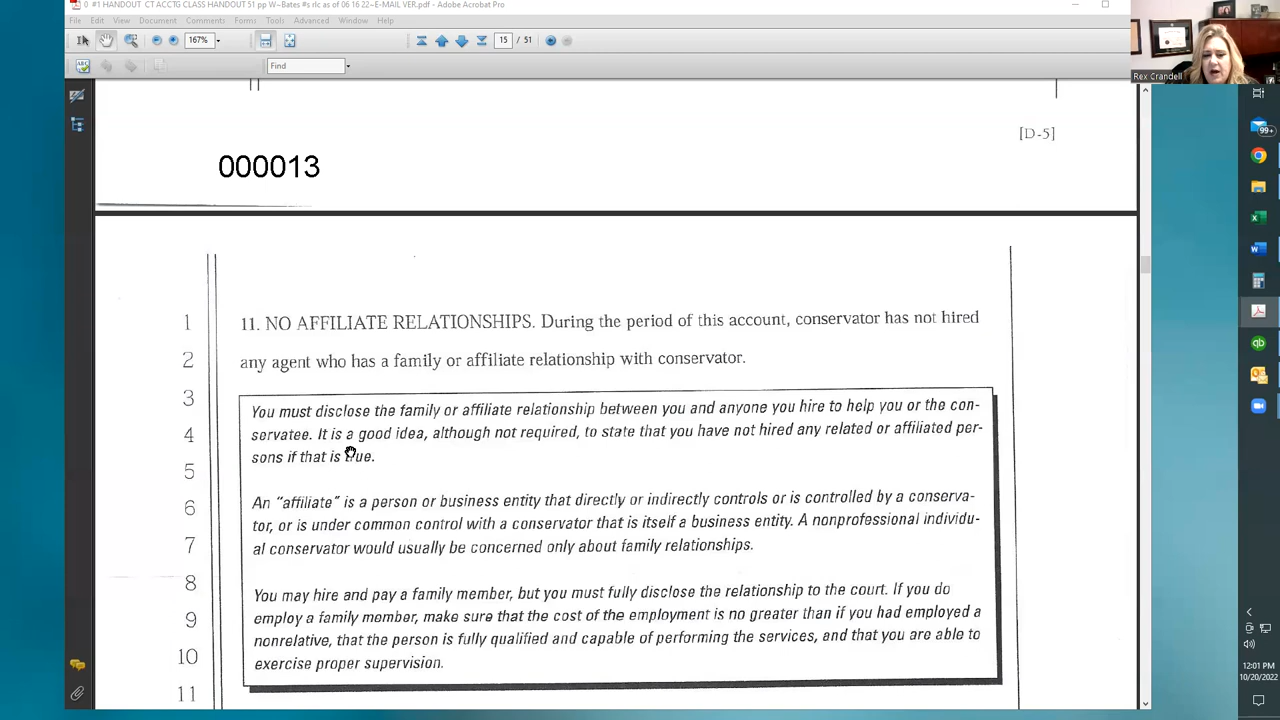 0 #1 HANDOUT CT ACCTG CLASS HANDOUT 51 pp W~Bates #s rlc as of 06 16 22~E-MAIL VER.pdf - Adobe Acrobat Pro
File Edit View Document Comments Forms Tools Advanced Window Help
167% 15 / 51
Find
Rex Crandell
[D-5]
000013
99+
1 11. NO AFFILIATE RELATIONSHIPS. During the period of this account, conservator has not hired
2 any agent who has a family or affiliate relationship with conservator.
3 You must disclose the family or affiliate relationship between you and anyone you hire to help you or the con-
4 servatee. It is a good idea, although not required, to state that you have not hired any related or affiliated per-
5 sons if that is true.
6 An “affiliate” is a person or business entity that directly or indirectly controls or is controlled by a conserva-
tor, or is under common control with a conservator that is itself a business entity. A nonprofessional individu-
7 al conservator would usually be concerned only about family relationships.
8 You may hire and pay a family member, but you must fully disclose the relationship to the court. If you do
9 employ a family member, make sure that the cost of the employment is no greater than if you had employed a
nonrelative, that the person is fully qualified and capable of performing the services, and that you are able to
10 exercise proper supervision.
11
12:01 PM
10/20/2022